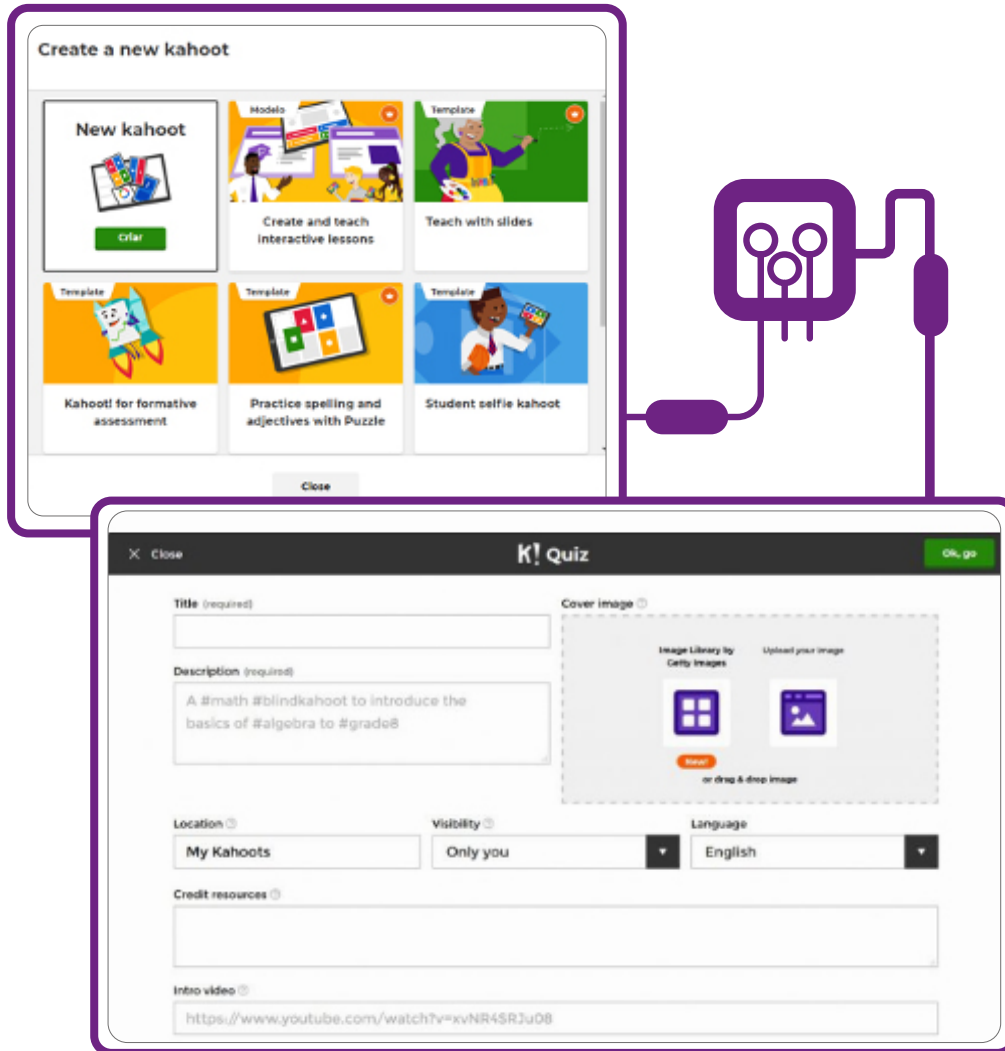 Create a new kahoot
New kahoot
Criar
Modelo
Create and teach
interactive lessons
Template
Teach with slides
Template
Kahoot! for formative
assessment
Template
Practice spelling and
adjectives with Puzzle
Template
Student selfie kahoot
Close
Close
K! Quiz
Ok, go
Title (required)
Cover image
Image Library by
Getty Images
Upload your image
New!
or drag & drop image
Description (required)
A #math #blindkahoot to introduce the
basics of #algebra to #grade8
Location
Visibility
Language
My Kahoots
Only you
English
Credit resources
Intro video
https://www.youtube.com/watch?v=xvNR4SRJu08